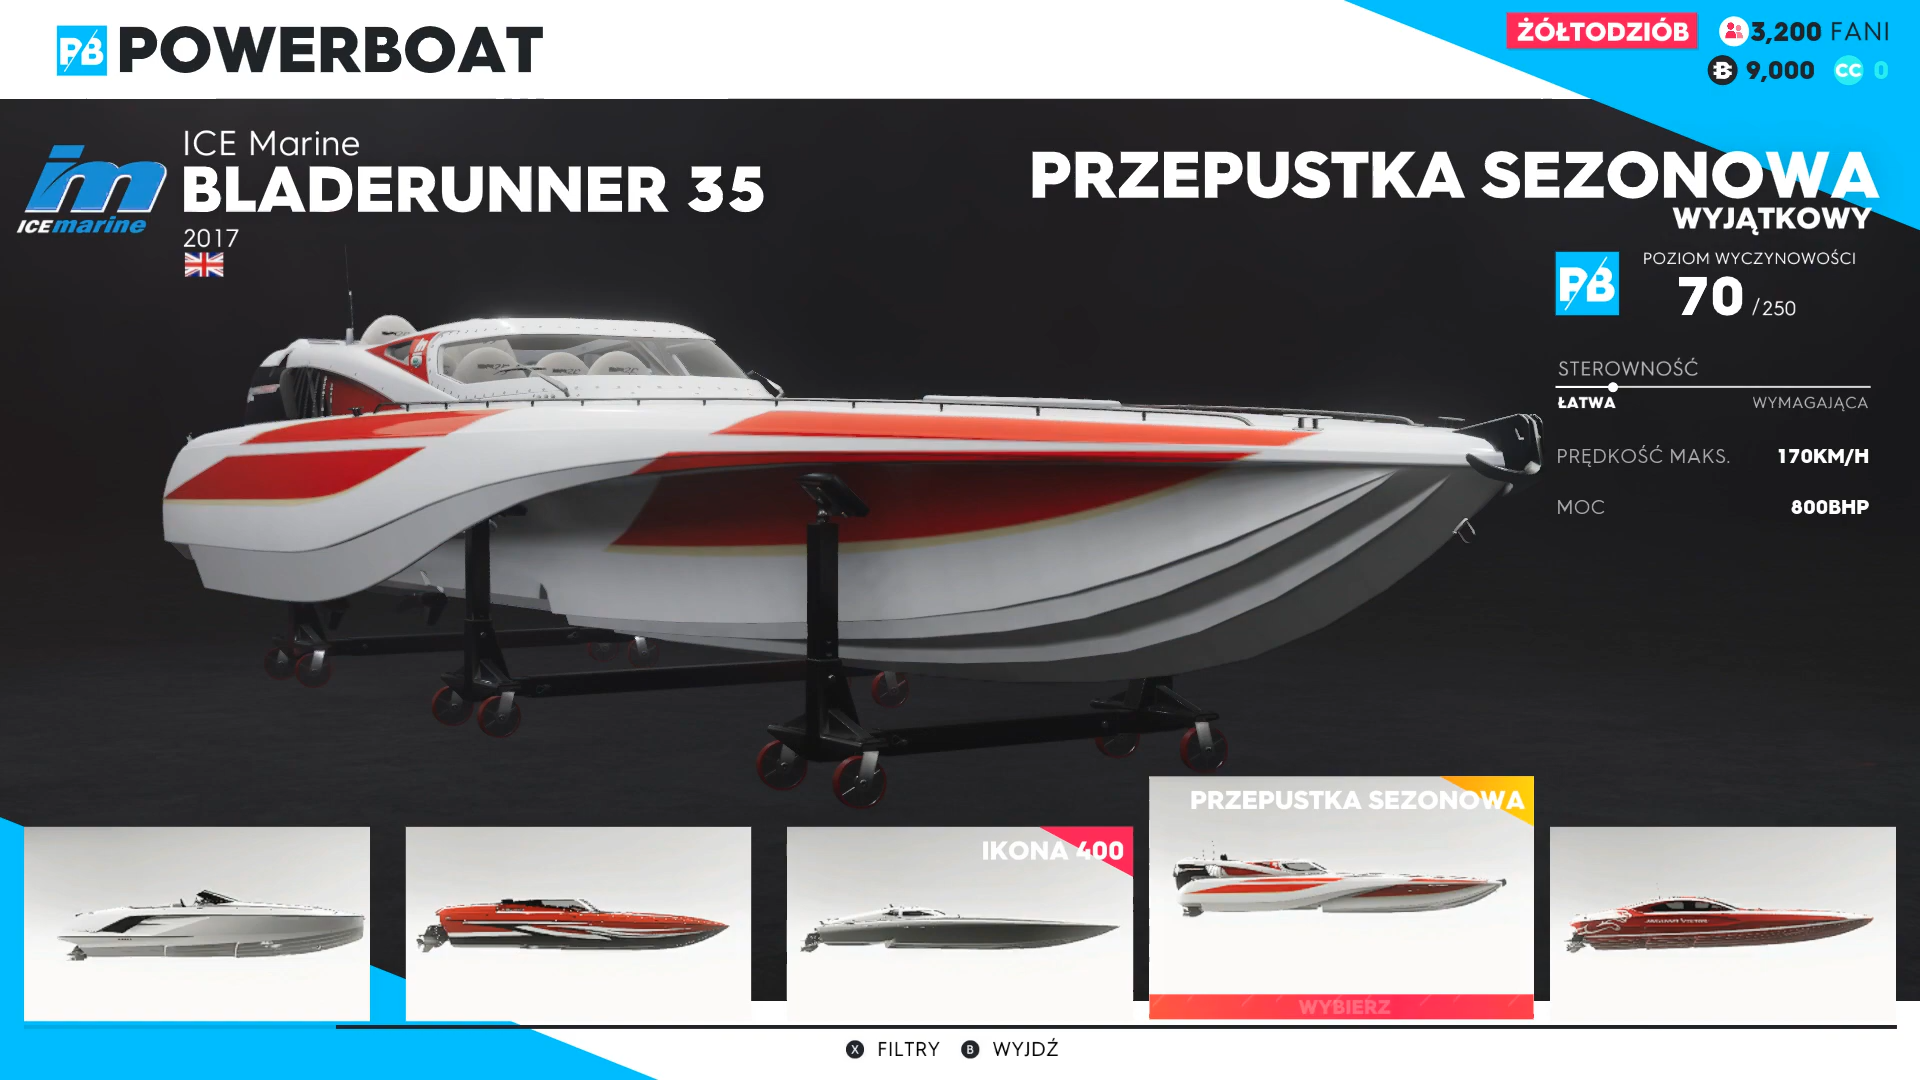 PB POWERBOAT
ŻÓŁTODZIÓB
3,200 FANI
9,000 CC 0
im
ICEmarine
ICE Marine
BLADERUNNER 35
2017
PRZEPUSTKA SEZONOWA
WYJĄTKOWY
PB
POZIOM WYCZYNOWOŚCI
70 /250
STEROWNOŚĆ
ŁATWA WYMAGAJĄCA
PRĘDKOŚĆ MAKS. 170KM/H
MOC 800BHP
IKONA 400
PRZEPUSTKA SEZONOWA
WYBIERZ
X FILTRY B WYJDŹ